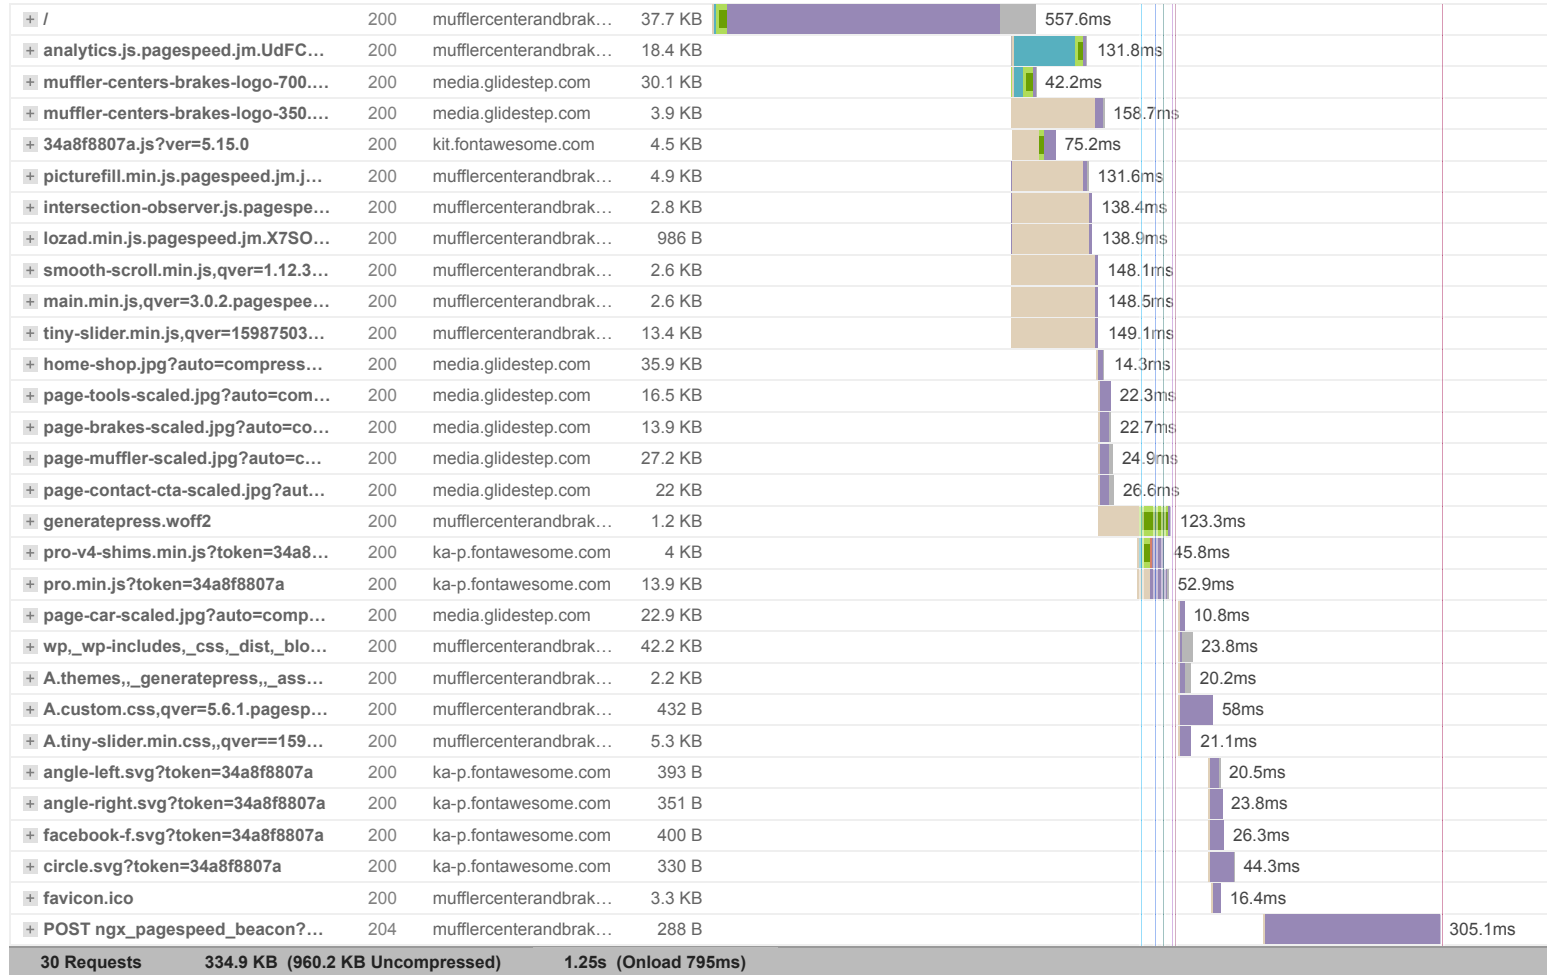 / 200 mufflercenterandbrak… 37.7 KB 557.6ms
analytics.js.pagespeed.jm.UdFC… 200 mufflercenterandbrak… 18.4 KB 131.8ms
muffler-centers-brakes-logo-700.… 200 media.glidestep.com 30.1 KB 42.2ms
muffler-centers-brakes-logo-350.… 200 media.glidestep.com 3.9 KB 158.7ms
34a8f8807a.js?ver=5.15.0 200 kit.fontawesome.com 4.5 KB 75.2ms
picturefill.min.js.pagespeed.jm.j… 200 mufflercenterandbrak… 4.9 KB 131.6ms
intersection-observer.js.pagespe… 200 mufflercenterandbrak… 2.8 KB 138.4ms
lozad.min.js.pagespeed.jm.X7SO… 200 mufflercenterandbrak… 986 B 138.9ms
smooth-scroll.min.js,qver=1.12.3… 200 mufflercenterandbrak… 2.6 KB 148.1ms
main.min.js,qver=3.0.2.pagespee… 200 mufflercenterandbrak… 2.6 KB 148.5ms
tiny-slider.min.js,qver=15987503… 200 mufflercenterandbrak… 13.4 KB 149.1ms
home-shop.jpg?auto=compress… 200 media.glidestep.com 35.9 KB 14.3ms
page-tools-scaled.jpg?auto=com… 200 media.glidestep.com 16.5 KB 22.3ms
page-brakes-scaled.jpg?auto=co… 200 media.glidestep.com 13.9 KB 22.7ms
page-muffler-scaled.jpg?auto=c… 200 media.glidestep.com 27.2 KB 24.9ms
page-contact-cta-scaled.jpg?aut… 200 media.glidestep.com 22 KB 26.6ms
generatepress.woff2 200 mufflercenterandbrak… 1.2 KB 123.3ms
pro-v4-shims.min.js?token=34a8… 200 ka-p.fontawesome.com 4 KB 45.8ms
pro.min.js?token=34a8f8807a 200 ka-p.fontawesome.com 13.9 KB 52.9ms
page-car-scaled.jpg?auto=comp… 200 media.glidestep.com 22.9 KB 10.8ms
wp,_wp-includes,_css,_dist,_blo… 200 mufflercenterandbrak… 42.2 KB 23.8ms
A.themes,,_generatepress,,_ass… 200 mufflercenterandbrak… 2.2 KB 20.2ms
A.custom.css,qver=5.6.1.pagesp… 200 mufflercenterandbrak… 432 B 58ms
A.tiny-slider.min.css,,qver==159… 200 mufflercenterandbrak… 5.3 KB 21.1ms
angle-left.svg?token=34a8f8807a 200 ka-p.fontawesome.com 393 B 20.5ms
angle-right.svg?token=34a8f8807a 200 ka-p.fontawesome.com 351 B 23.8ms
facebook-f.svg?token=34a8f8807a 200 ka-p.fontawesome.com 400 B 26.3ms
circle.svg?token=34a8f8807a 200 ka-p.fontawesome.com 330 B 44.3ms
favicon.ico 200 mufflercenterandbrak… 3.3 KB 16.4ms
POST ngx_pagespeed_beacon?… 204 mufflercenterandbrak… 288 B 305.1ms
30 Requests 334.9 KB (960.2 KB Uncompressed) 1.25s (Onload 795ms)